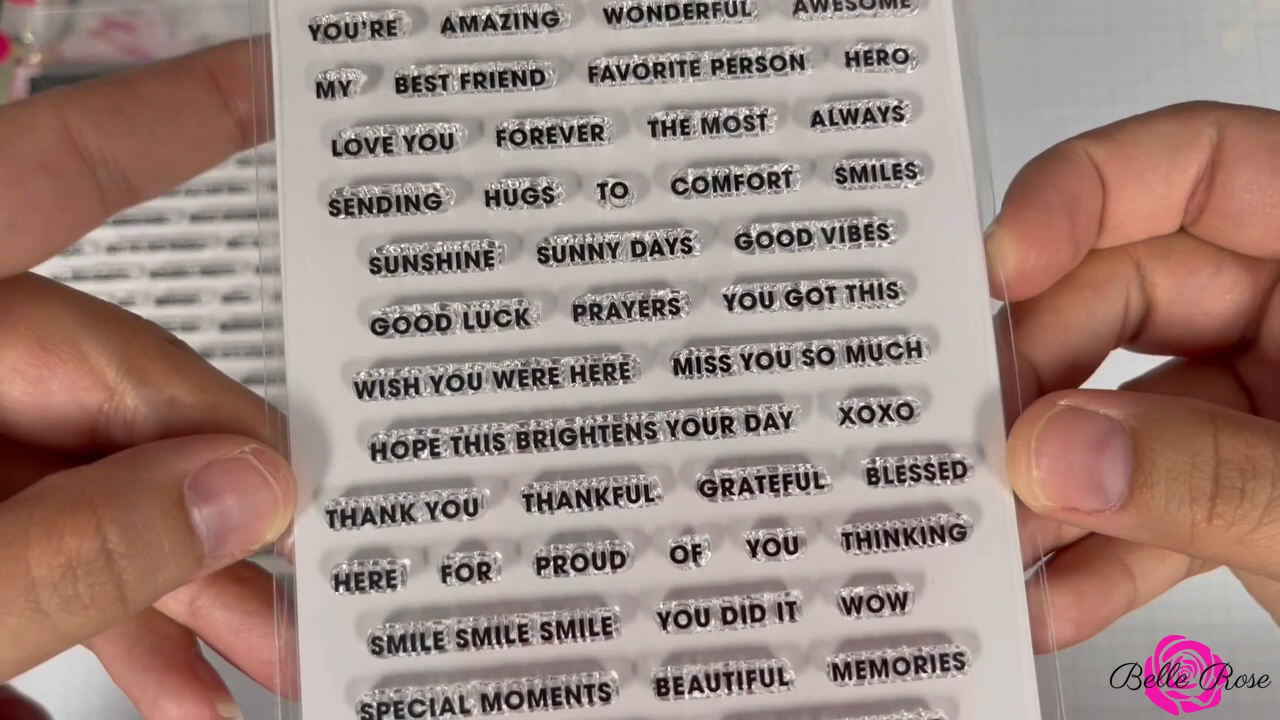 YOU'RE AMAZING WONDERFUL AWESOME
MY BEST FRIEND FAVORITE PERSON HERO
LOVE YOU FOREVER THE MOST ALWAYS
SENDING HUGS TO COMFORT SMILES
SUNSHINE SUNNY DAYS GOOD VIBES
GOOD LUCK PRAYERS YOU GOT THIS
WISH YOU WERE HERE MISS YOU SO MUCH
HOPE THIS BRIGHTENS YOUR DAY XOXO
THANK YOU THANKFUL GRATEFUL BLESSED
HERE FOR PROUD OF YOU THINKING
SMILE SMILE SMILE YOU DID IT WOW
SPECIAL MOMENTS BEAUTIFUL MEMORIES
Belle Rose